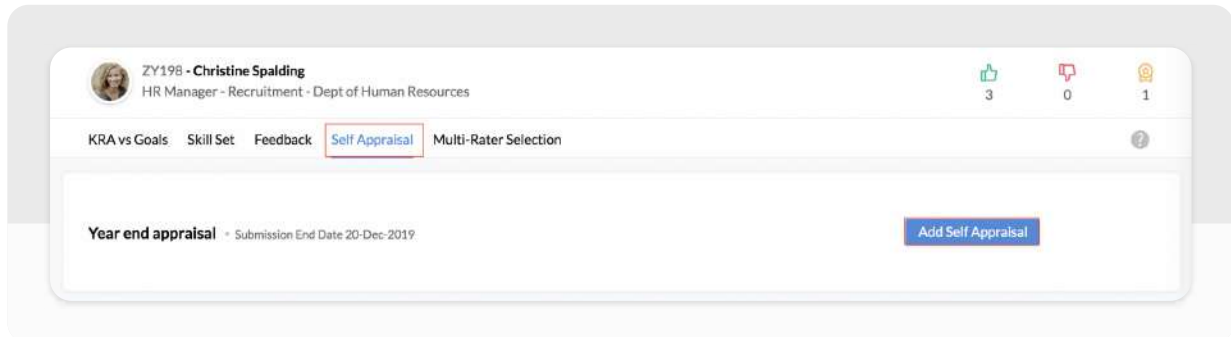 ZY198 - Christine Spalding
HR Manager - Recruitment - Dept of Human Resources
3 0 1
KRA vs Goals Skill Set Feedback Self Appraisal Multi-Rater Selection ?
Year end appraisal • Submission End Date 20-Dec-2019 Add Self Appraisal